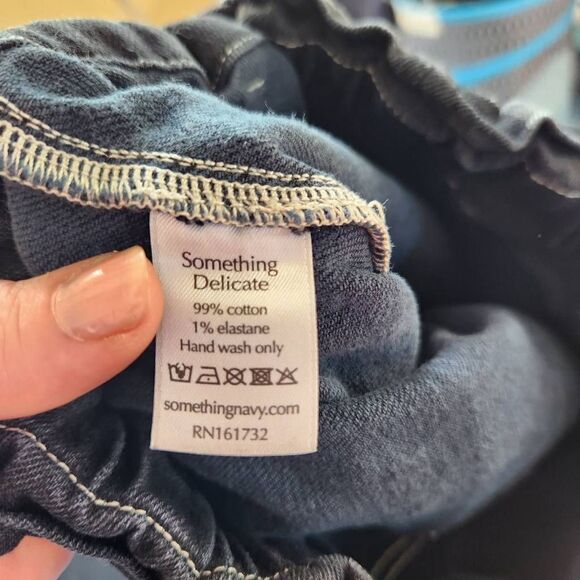 Something
Delicate
99% cotton
1% elastane
Hand wash only
somethingnavy.com
RN161732